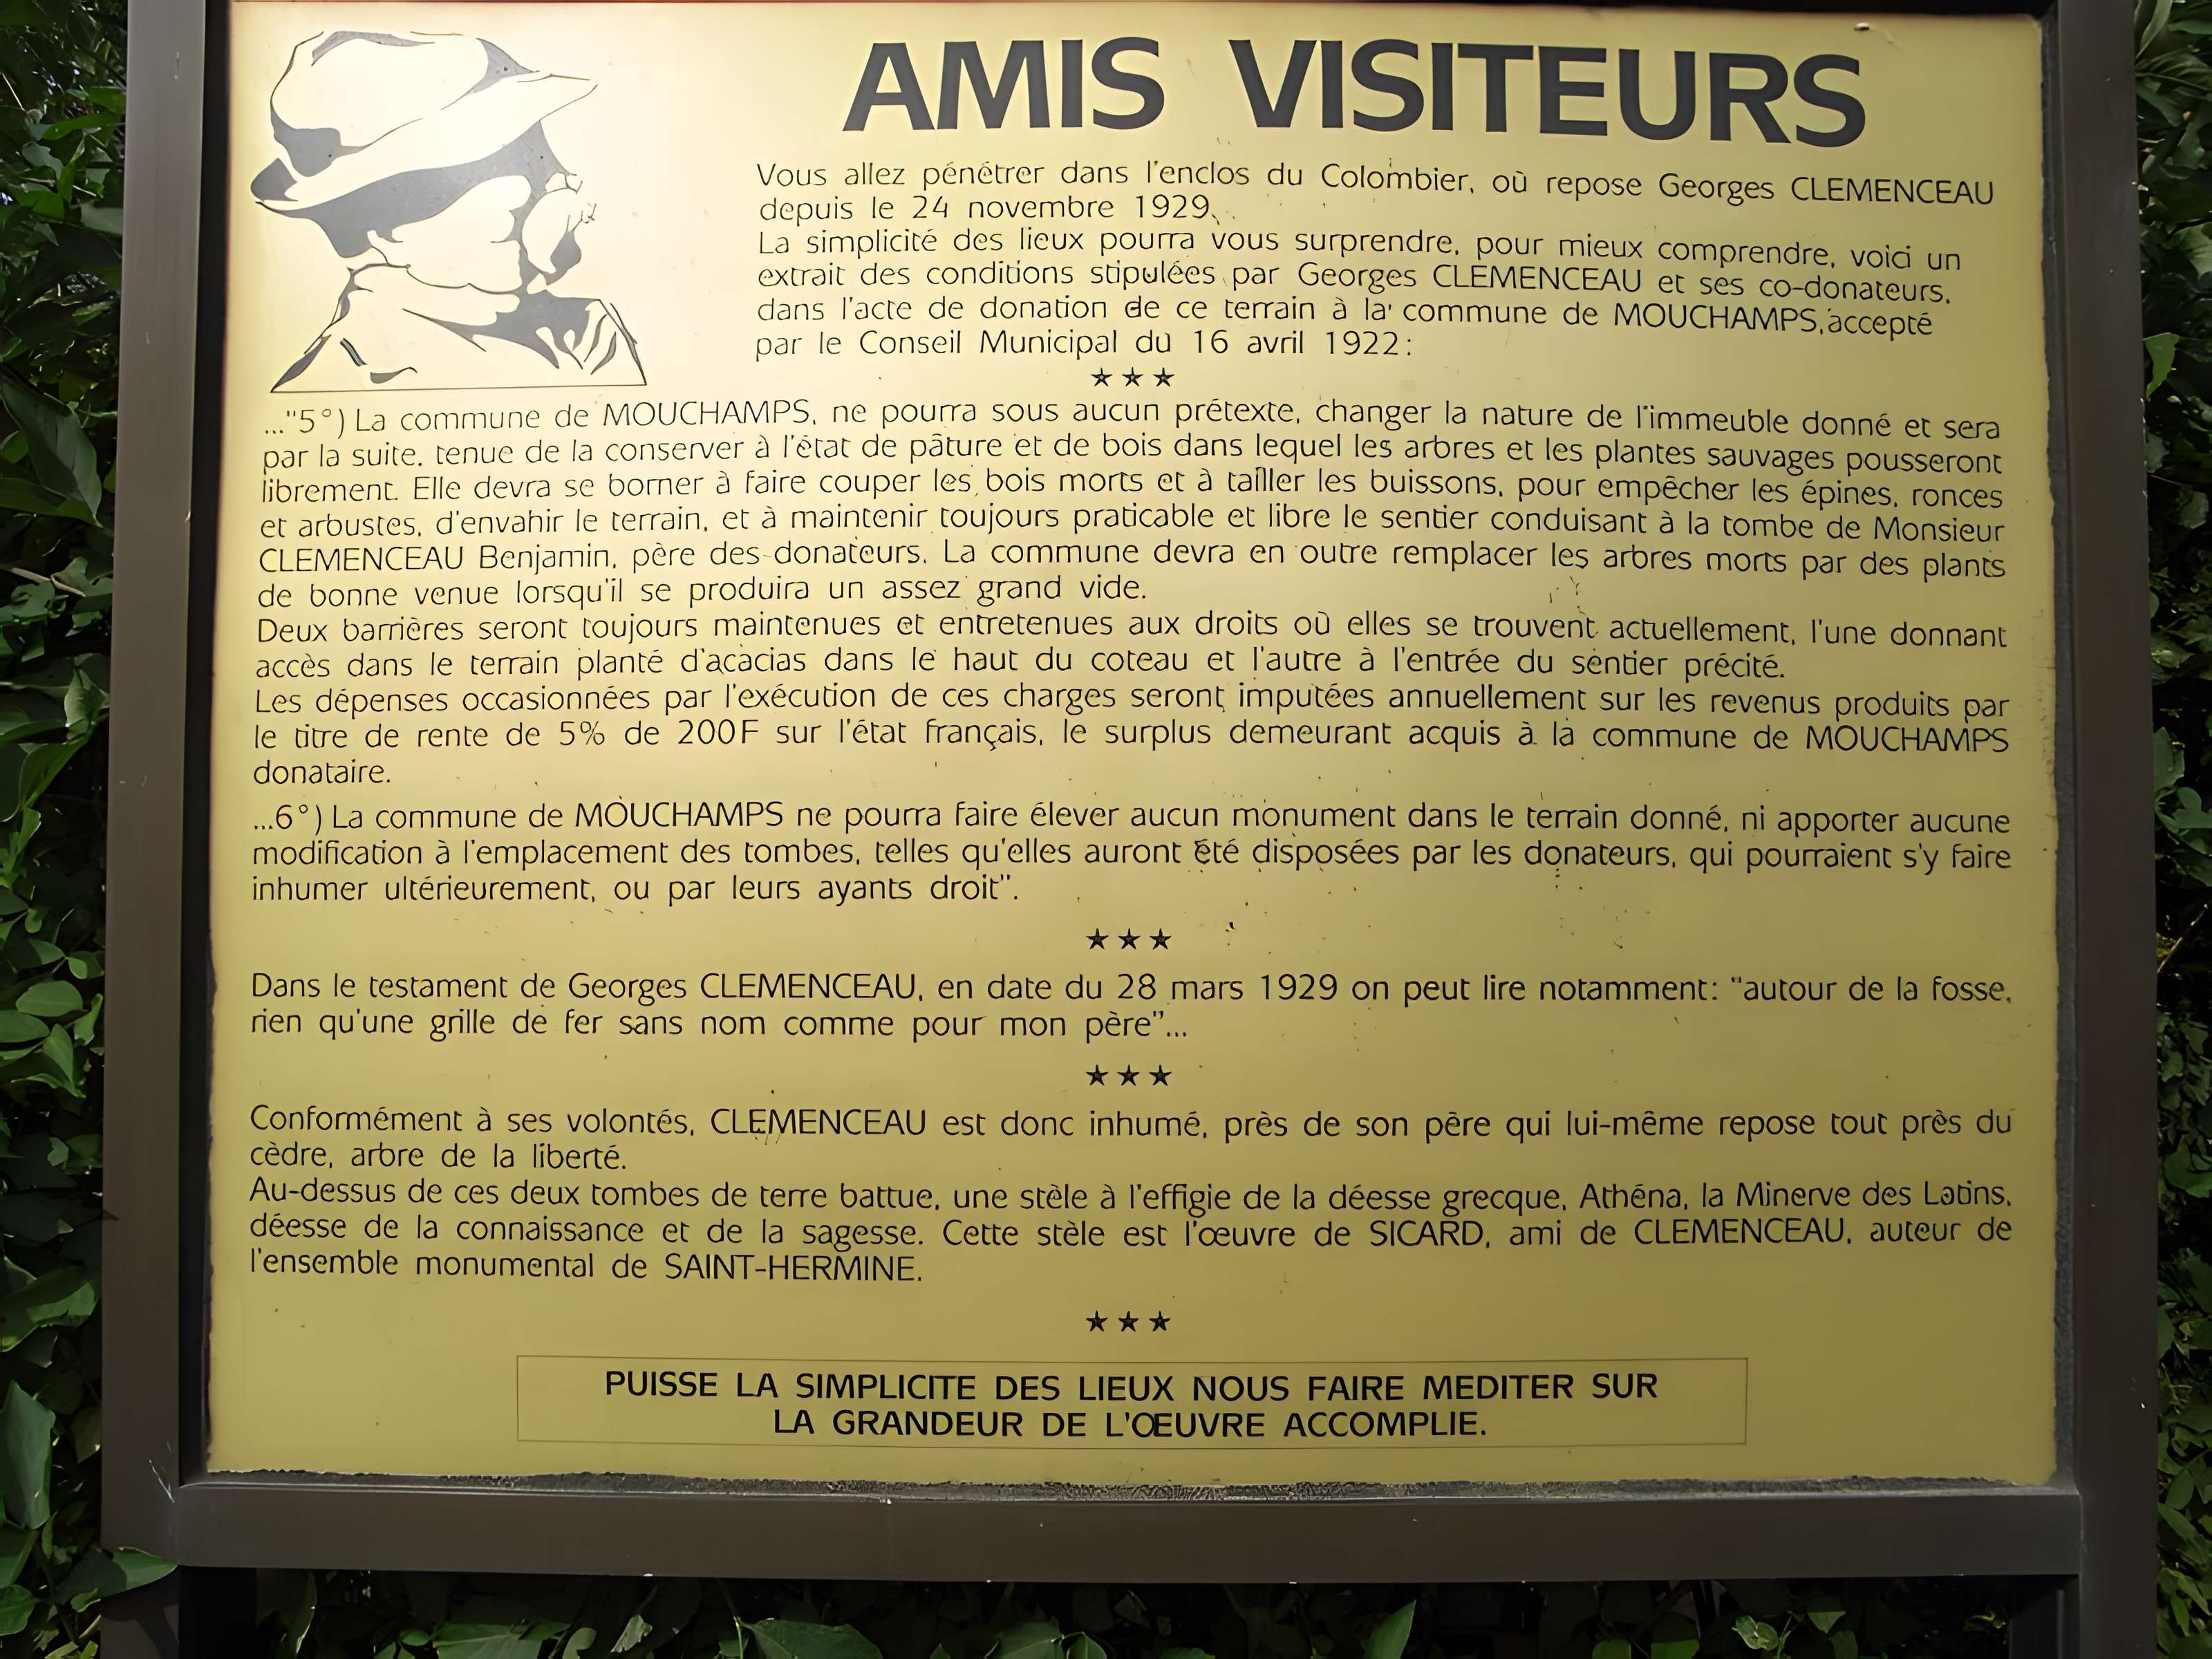 AMIS VISITEURS
Vous allez pénétrer dans l'enclos du Colombier, où repose Georges CLEMENCEAU
depuis le 24 novembre 1929.
La simplicité des lieux pourra vous surprendre, pour mieux comprendre, voici un
extrait des conditions stipulées par Georges CLEMENCEAU et ses co-donateurs,
dans l'acte de donation de ce terrain à la commune de MOUCHAMPS, accepté
par le Conseil Municipal du 16 avril 1922:
★★★
..."5°) La commune de MOUCHAMPS, ne pourra sous aucun prétexte, changer la nature de l'immeuble donné et sera
par la suite, tenue de la conserver à l'état de pâture et de bois dans lequel les arbres et les plantes sauvages pousseront
librement. Elle devra se borner à faire couper les bois morts et à tailler les buissons, pour empêcher les épines, ronces
et arbustes, d'envahir le terrain, et à maintenir toujours praticable et libre le sentier conduisant à la tombe de Monsieur
CLEMENCEAU Benjamin, père des donateurs. La commune devra en outre remplacer les arbres morts par des plants
de bonne venue lorsqu'il se produira un assez grand vide.
Deux barrières seront toujours maintenues et entretenues aux droits où elles se trouvent actuellement, l'une donnant
accès dans le terrain planté d'acacias dans le haut du coteau et l'autre à l'entrée du sentier précité.
Les dépenses occasionnées par l'exécution de ces charges seront imputées annuellement sur les revenus produits par
le titre de rente de 5% de 200F sur l'état français, le surplus demeurant acquis à la commune de MOUCHAMPS
donataire.
...6°) La commune de MOUCHAMPS ne pourra faire élever aucun monument dans le terrain donné, ni apporter aucune
modification à l'emplacement des tombes, telles qu'elles auront été disposées par les donateurs, qui pourraient s'y faire
inhumer ultérieurement, ou par leurs ayants droit".
★★★
Dans le testament de Georges CLEMENCEAU, en date du 28 mars 1929 on peut lire notamment: "autour de la fosse,
rien qu'une grille de fer sans nom comme pour mon père"...
★★★
Conformément à ses volontés, CLEMENCEAU est donc inhumé, près de son père qui lui-même repose tout près du
cèdre, arbre de la liberté.
Au-dessus de ces deux tombes de terre battue, une stèle à l'effigie de la déesse grecque, Athéna, la Minerve des Latins,
déesse de la connaissance et de la sagesse. Cette stèle est l'œuvre de SICARD, ami de CLEMENCEAU, auteur de
l'ensemble monumental de SAINT-HERMINE.
★★★
PUISSE LA SIMPLICITE DES LIEUX NOUS FAIRE MEDITER SUR
LA GRANDEUR DE L'ŒUVRE ACCOMPLIE.